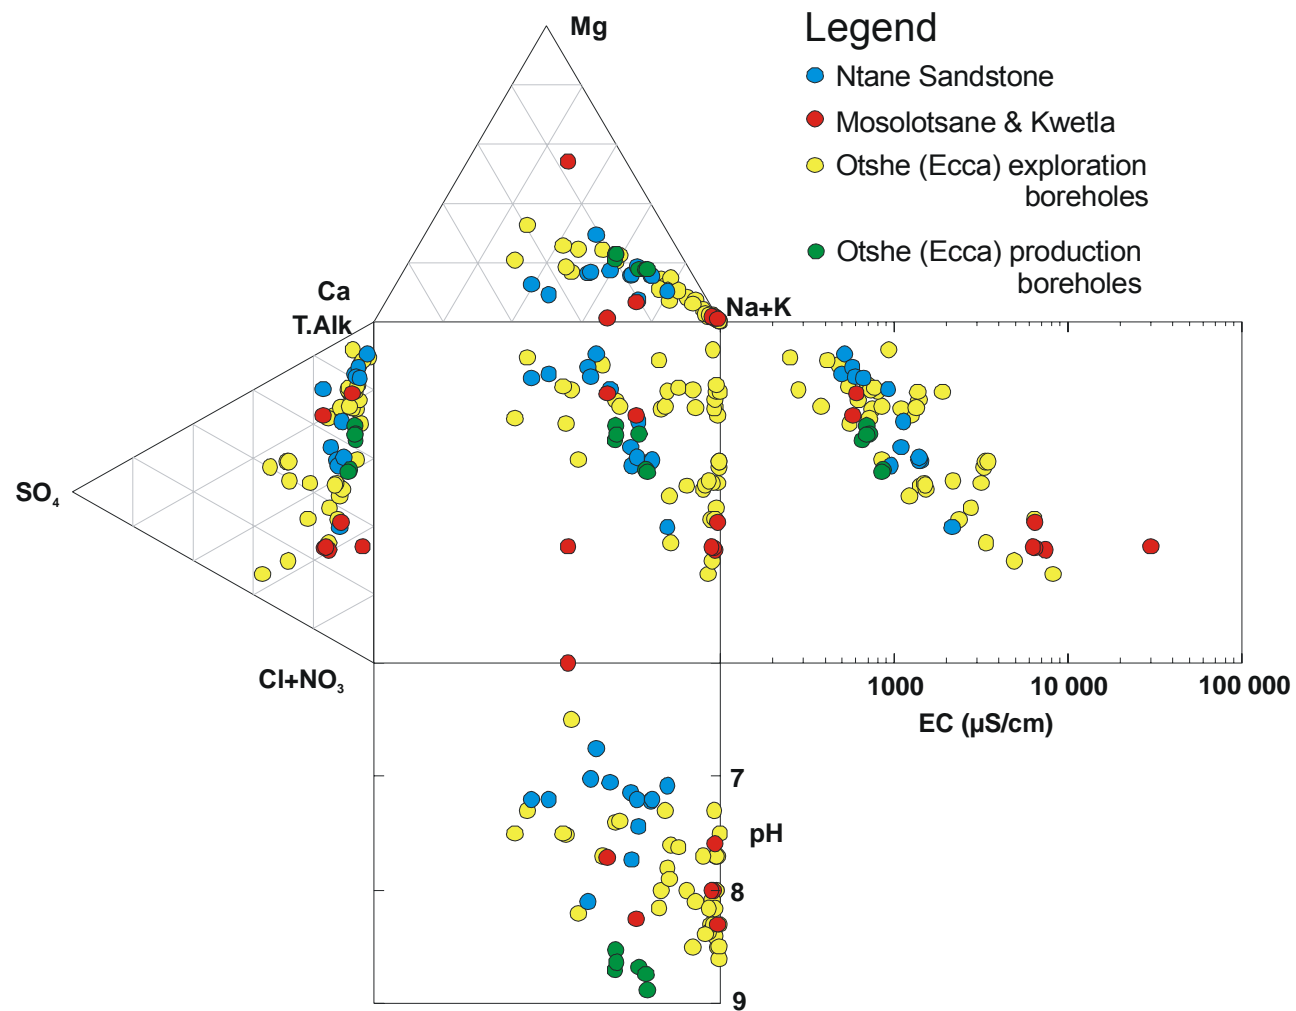 Mg
Legend
Ntane Sandstone
Mosolotsane & Kwetla
Otshe (Ecca) exploration
boreholes
Otshe (Ecca) production
boreholes
Ca
T.Alk
Na+K
SO₄
Cl+NO₃
1000
10 000
100 000
EC (µS/cm)
7
pH
8
9